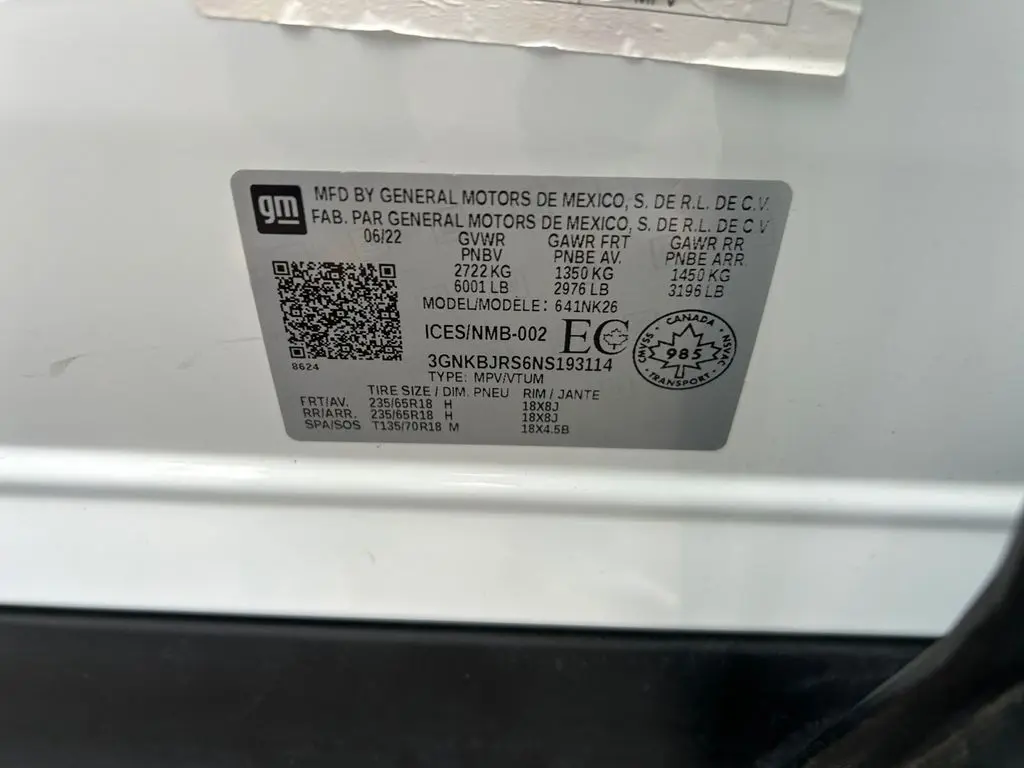 gm
MFD BY GENERAL MOTORS DE MEXICO, S. DE R.L. DE C.V.
FAB. PAR GENERAL MOTORS DE MEXICO, S. DE R.L. DE C V
06/22 GVWR GAWR FRT GAWR RR
PNBV PNBE AV. PNBE ARR.
2722 KG 1350 KG 1450 KG
6001 LB 2976 LB 3196 LB
MODEL/MODÈLE: 641NK26
ICES/NMB-002 EC
CANADA
CMVSS 985 NSVAC
TRANSPORT
8624
3GNKBJRS6NS193114
TYPE: MPV/VTUM
TIRE SIZE / DIM. PNEU RIM / JANTE
FRT/AV. 235/65R18 H 18X8J
RR/ARR. 235/65R18 H 18X8J
SPA/SOS T135/70R18 M 18X4.5B